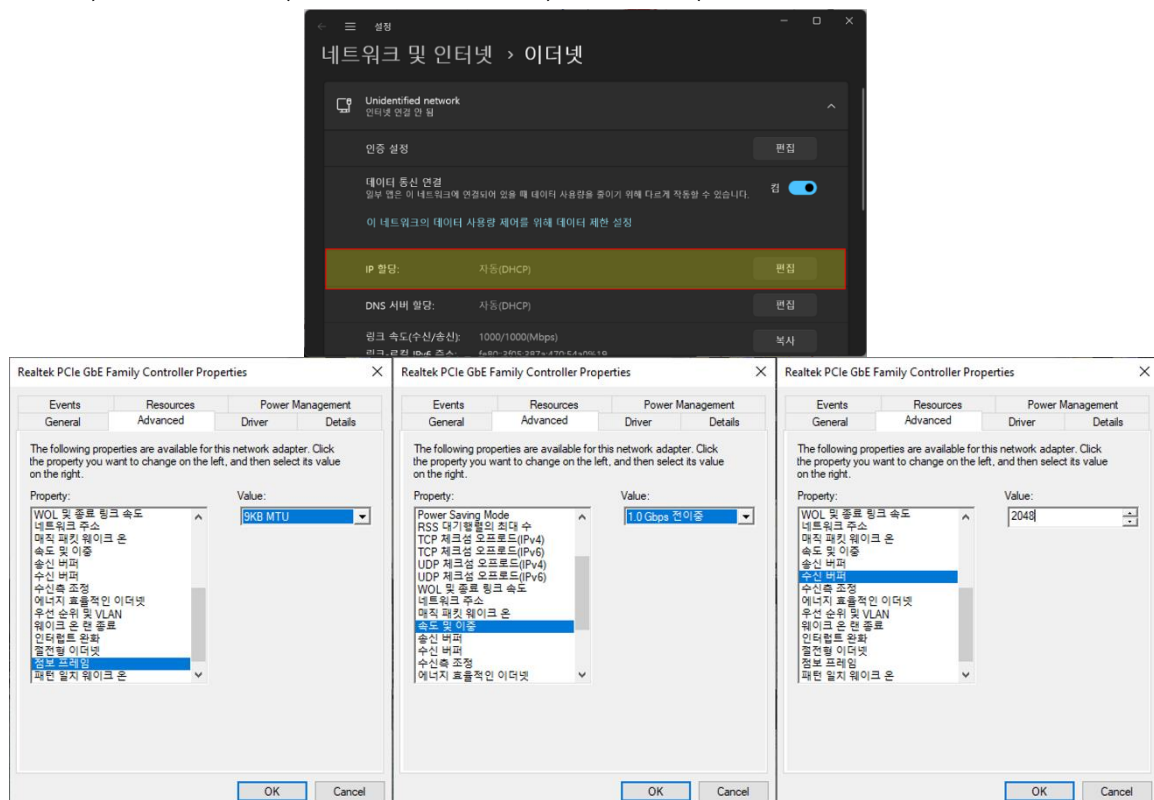 설정
네트워크 및 인터넷 › 이더넷
Unidentified network
인터넷 연결 안 됨
인증 설정 편집
데이터 통신 연결
일부 앱은 이 네트워크에 연결되어 있을 때 데이터 사용량을 줄이기 위해 다르게 작동할 수 있습니다. 켬
이 네트워크의 데이터 사용량 제어를 위해 데이터 제한 설정
IP 할당: 자동(DHCP) 편집
DNS 서버 할당: 자동(DHCP) 편집
링크 속도(수신/송신): 1000/1000(Mbps) 복사
링크-로컬 IPv6 주소:
Realtek PCIe GbE Family Controller Properties
Events Resources Power Management
General Advanced Driver Details
The following properties are available for this network adapter. Click
the property you want to change on the left, and then select its value
on the right.
Property: Value:
WOL 및 종료 링크 속도 9KB MTU
네트워크 주소
매직 패킷 웨이크 온
속도 및 이중
송신 버퍼
수신 버퍼
수신측 조정
에너지 효율적인 이더넷
우선 순위 및 VLAN
웨이크 온 랜 종료
인터럽트 완화
절전형 이더넷
점보 프레임
패턴 일치 웨이크 온
OK Cancel
Realtek PCIe GbE Family Controller Properties
Events Resources Power Management
General Advanced Driver Details
The following properties are available for this network adapter. Click
the property you want to change on the left, and then select its value
on the right.
Property: Value:
Power Saving Mode 1.0 Gbps 전이중
RSS 대기행렬의 최대 수
TCP 체크섬 오프로드(IPv4)
TCP 체크섬 오프로드(IPv6)
UDP 체크섬 오프로드(IPv4)
UDP 체크섬 오프로드(IPv6)
WOL 및 종료 링크 속도
네트워크 주소
매직 패킷 웨이크 온
속도 및 이중
송신 버퍼
수신 버퍼
수신측 조정
에너지 효율적인 이더넷
OK Cancel
Realtek PCIe GbE Family Controller Properties
Events Resources Power Management
General Advanced Driver Details
The following properties are available for this network adapter. Click
the property you want to change on the left, and then select its value
on the right.
Property: Value:
WOL 및 종료 링크 속도 2048
네트워크 주소
매직 패킷 웨이크 온
속도 및 이중
송신 버퍼
수신 버퍼
수신측 조정
에너지 효율적인 이더넷
우선 순위 및 VLAN
웨이크 온 랜 종료
인터럽트 완화
절전형 이더넷
점보 프레임
패턴 일치 웨이크 온
OK Cancel